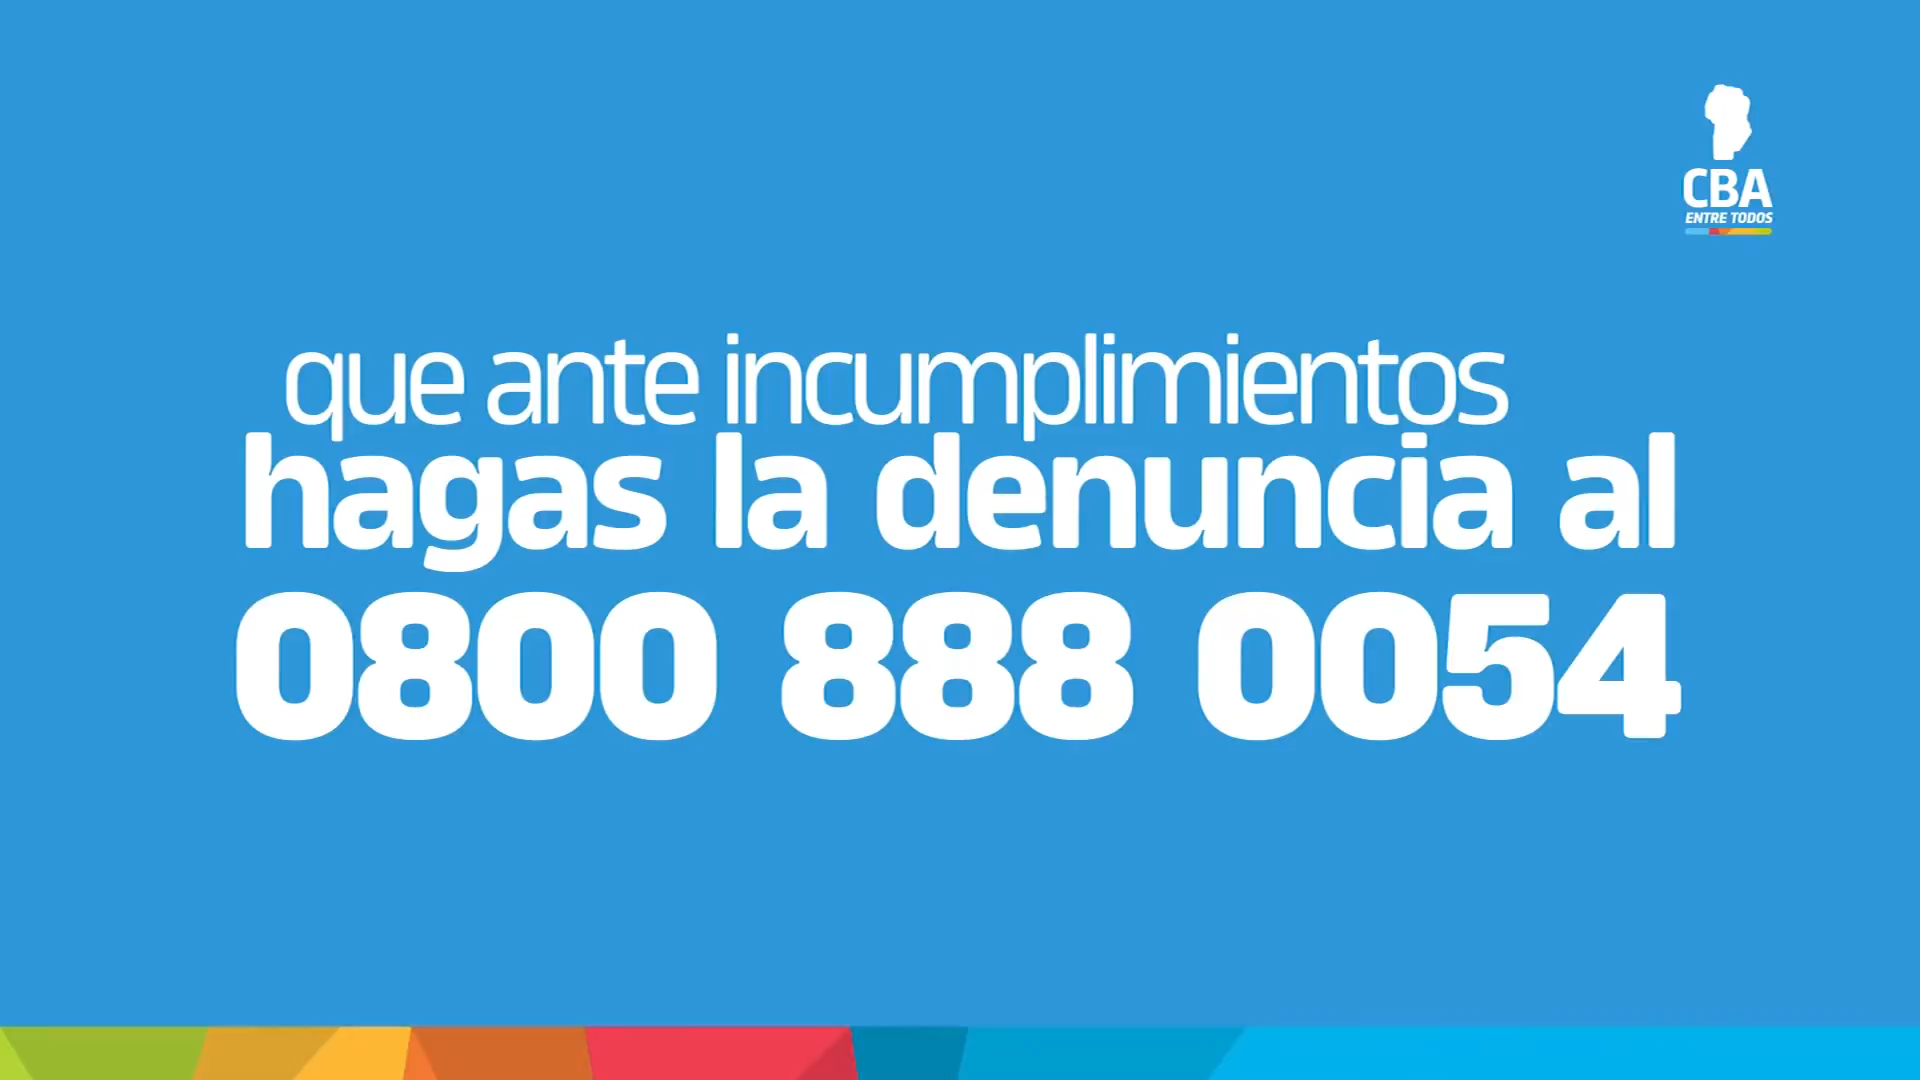 CBA
ENTRE TODOS
que ante incumplimientos
hagas la denuncia al
0800 888 0054